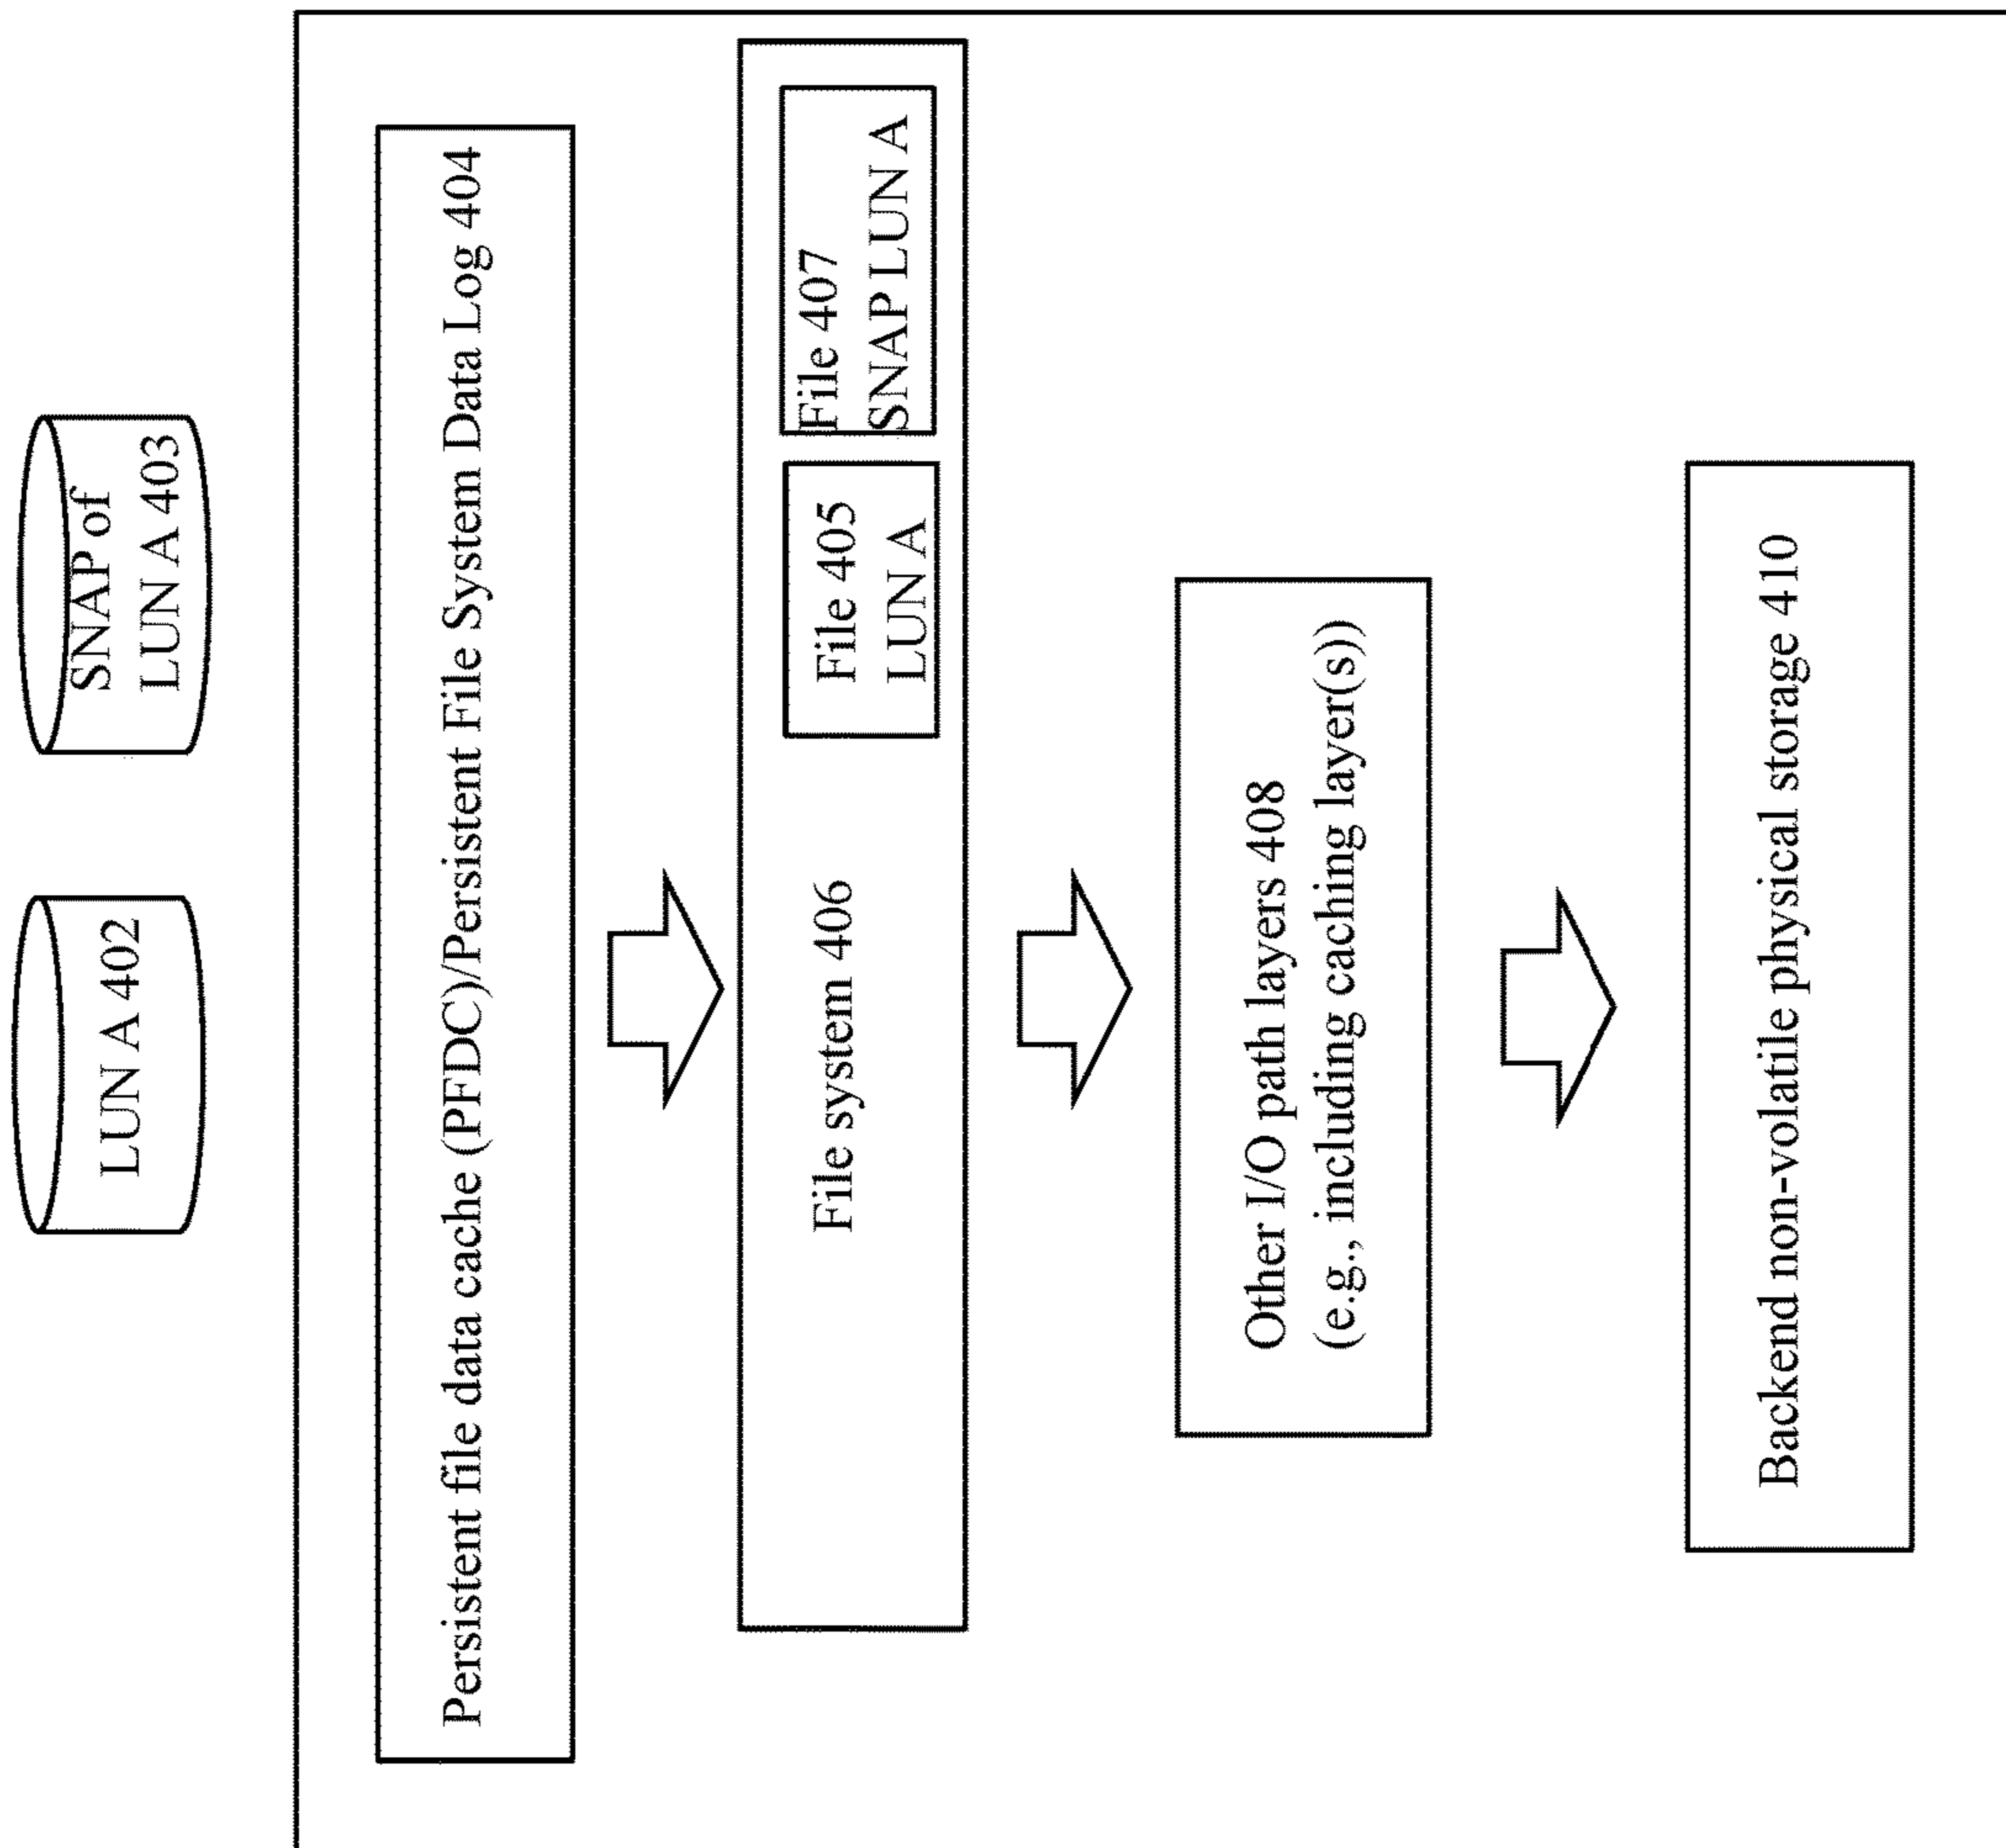 LUN A 402
SNAP of
LUN A 403
Persistent file data cache (PFDC)/Persistent File System Data Log 404
File system 406
File 405
LUN A
File 407
SNAP LUN A
Other I/O path layers 408
(e.g., including caching layer(s))
Backend non-volatile physical storage 410